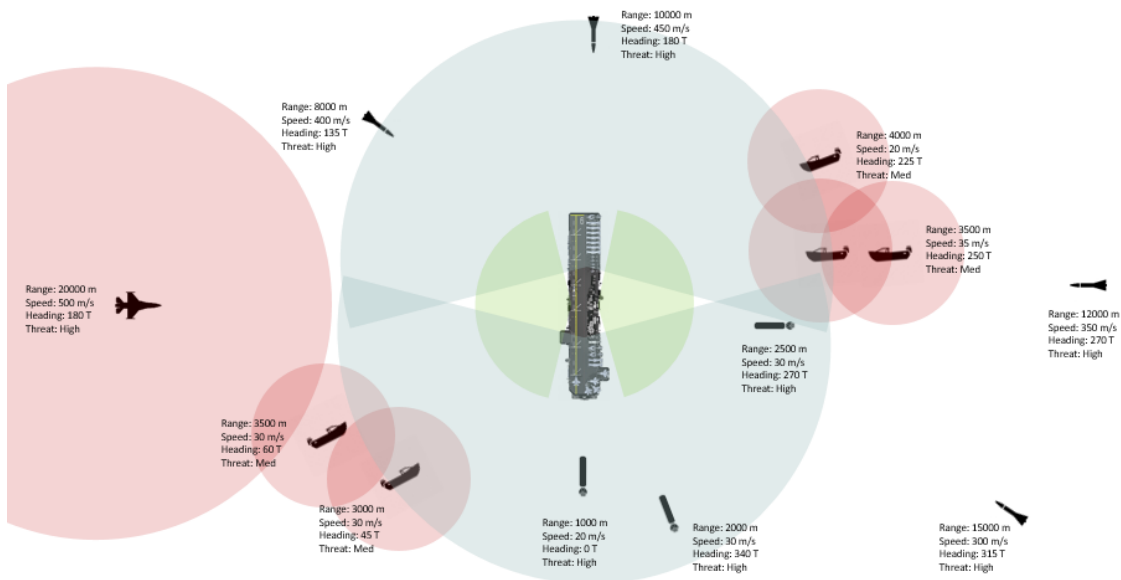 Range: 10000 m
Speed: 450 m/s
Heading: 180 T
Threat: High
Range: 8000 m
Speed: 400 m/s
Heading: 135 T
Threat: High
Range: 4000 m
Speed: 20 m/s
Heading: 225 T
Threat: Med
Range: 3500 m
Speed: 35 m/s
Heading: 250 T
Threat: Med
Range: 20000 m
Speed: 500 m/s
Heading: 180 T
Threat: High
Range: 12000 m
Speed: 350 m/s
Heading: 270 T
Threat: High
Range: 2500 m
Speed: 30 m/s
Heading: 270 T
Threat: High
Range: 3500 m
Speed: 30 m/s
Heading: 60 T
Threat: Med
Range: 3000 m
Speed: 30 m/s
Heading: 45 T
Threat: Med
Range: 1000 m
Speed: 20 m/s
Heading: 0 T
Threat: High
Range: 2000 m
Speed: 30 m/s
Heading: 340 T
Threat: High
Range: 15000 m
Speed: 300 m/s
Heading: 315 T
Threat: High